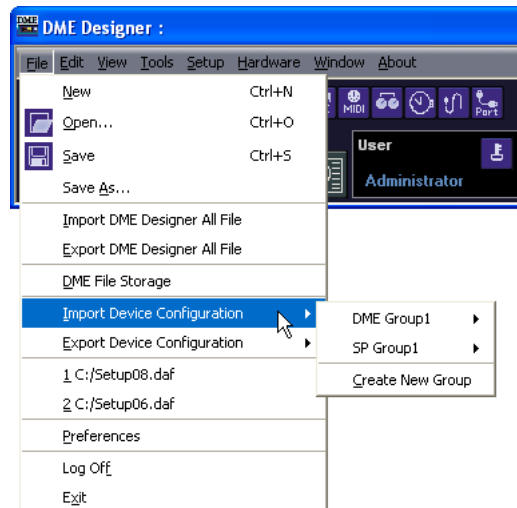 DME Designer :
File Edit View Tools Setup Hardware Window About
New Ctrl+N
Open... Ctrl+O
Save Ctrl+S
Save As...
MIDI
Port
User
Administrator
Import DME Designer All File
Export DME Designer All File
DME File Storage
Import Device Configuration
Export Device Configuration
DME Group1
SP Group1
Create New Group
1 C:/Setup08.daf
2 C:/Setup06.daf
Preferences
Log Off
Exit